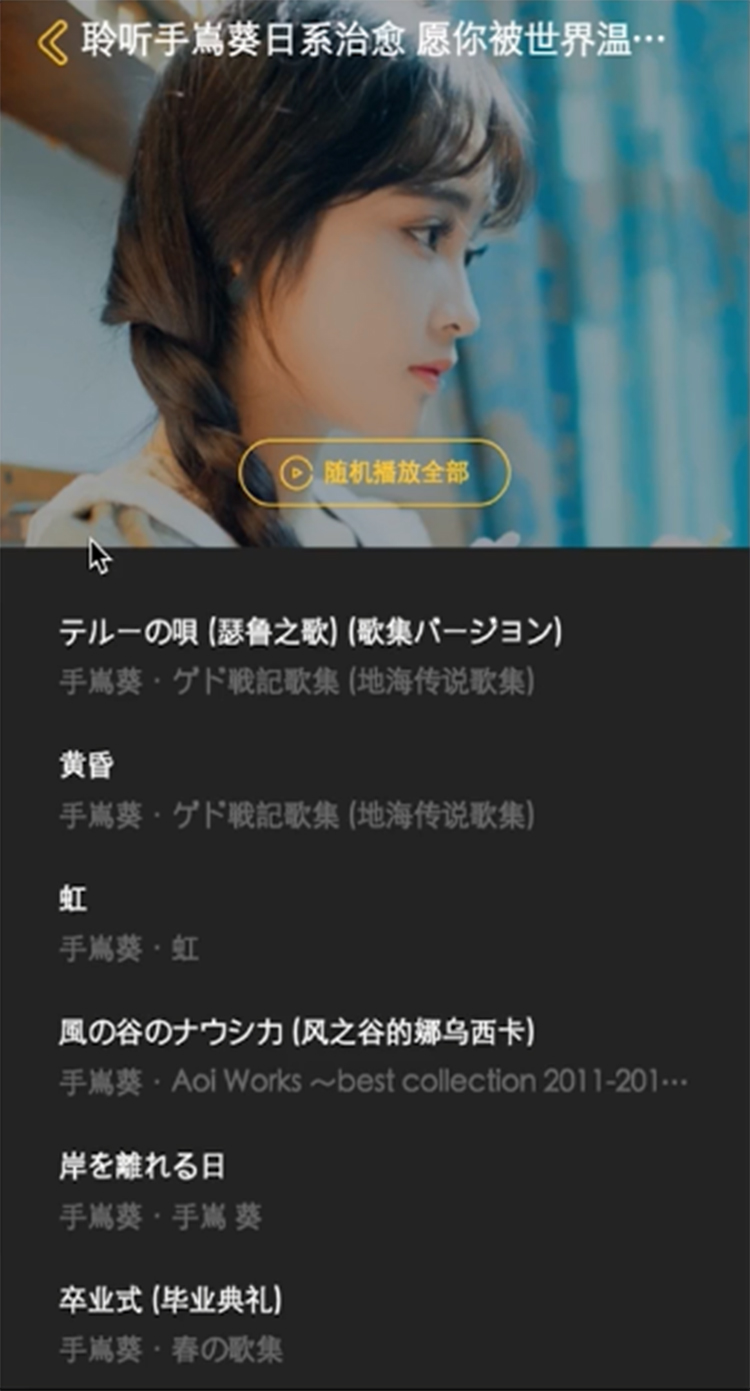 聆听手嶌葵日系治愈 愿你被世界温…
随机播放全部
テルーの唄 (瑟鲁之歌) (歌集バージヨン)
手嶌葵 · ゲド戦記歌集 (地海传说歌集)
黄昏
手嶌葵 · ゲド戦記歌集 (地海传说歌集)
虹
手嶌葵 · 虹
風の谷のナウシカ (风之谷的娜乌西卡)
手嶌葵 · Aoi Works ～best collection 2011-201…
岸を離れる日
手嶌葵 · 手嶌 葵
卒业式 (毕业典礼)
手嶌葵 · 春の歌集